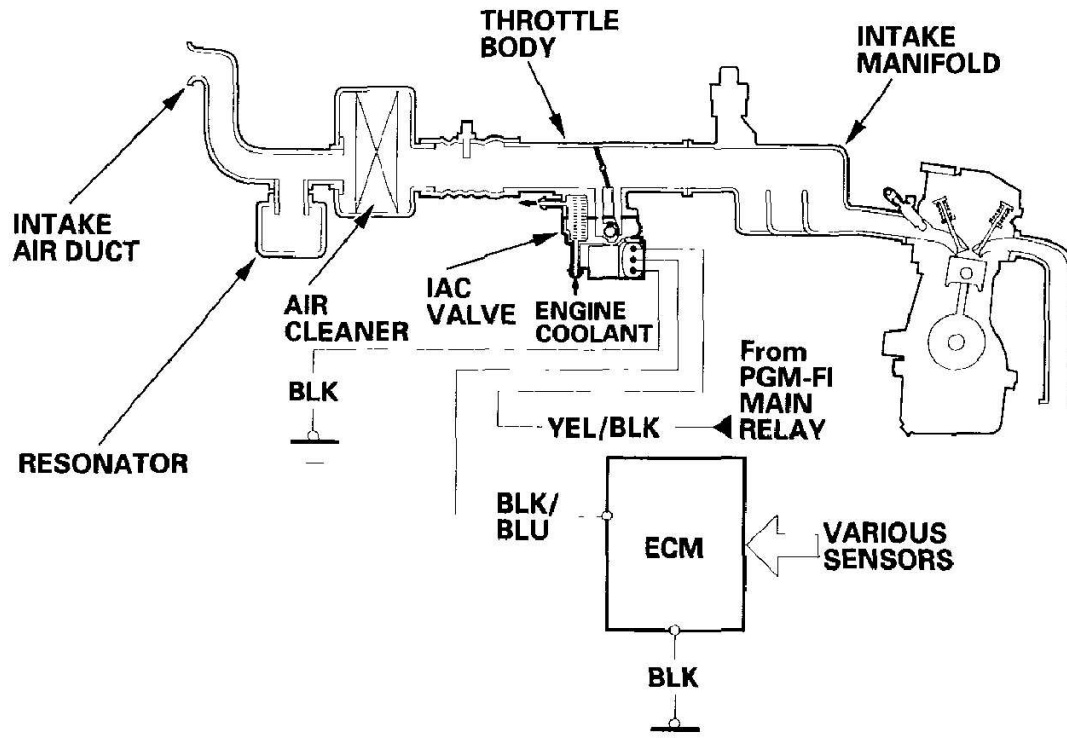 THROTTLE
BODY
INTAKE
MANIFOLD
INTAKE
AIR DUCT
AIR
CLEANER
IAC
VALVE
ENGINE
COOLANT
From
PGM-FI
MAIN
RELAY
BLK
YEL/BLK
RESONATOR
BLK/
BLU
ECM
VARIOUS
SENSORS
BLK